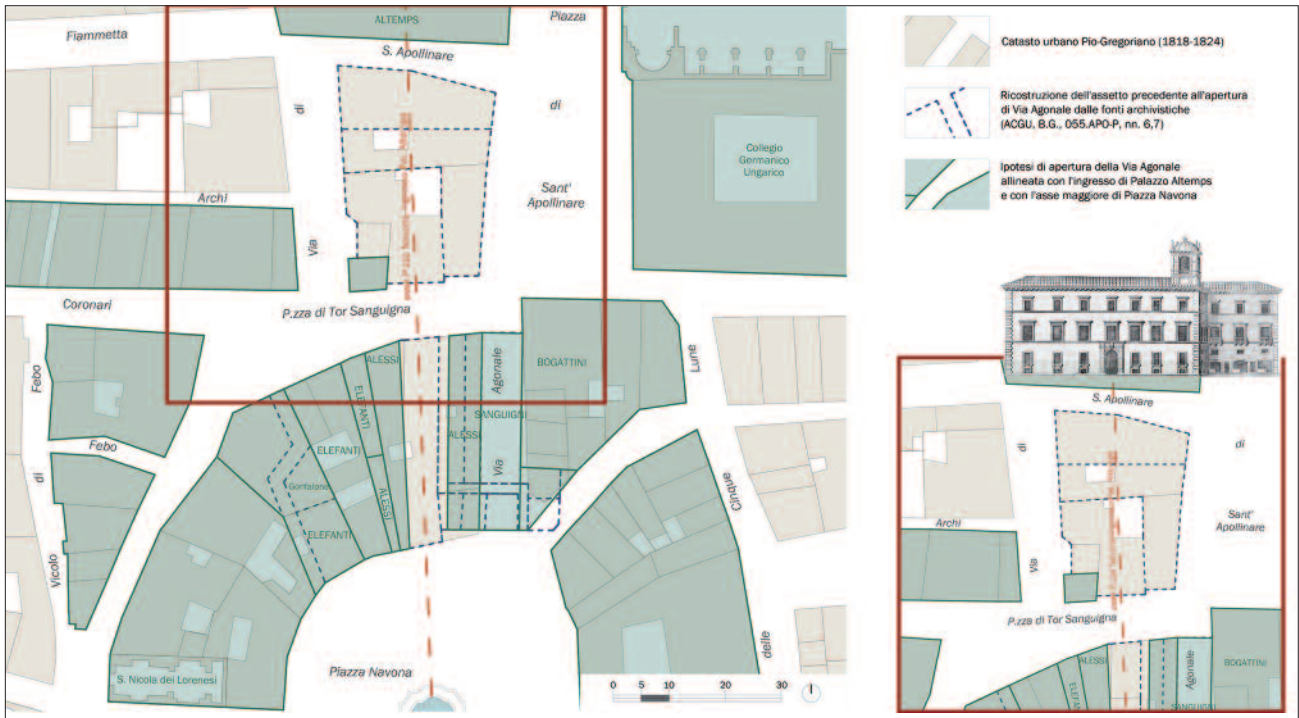 ALTEMPS
Piazza
Fiammetta
S. Apollinare
di
di
Collegio
Germanico
Ungarico
Sant'
Apollinare
Archi
Via
Coronari
P.zza di Tor Sanguigna
Febo
ALESSI
ELEFANTI
Agonale
BOGATTINI
Lune
SANGUIGNI
ALESSI
Febo
ELEFANTI
Via
di
Gonfalone
ALESSI
ELEFANTI
Cinque
Vicolo
delle
Piazza Navona
S. Nicola dei Lorenesi
0 5 10 20 30
Catasto urbano Pio-Gregoriano (1818-1824)
Ricostruzione dell'assetto precedente all'apertura
di Via Agonale dalle fonti archivistiche
(ACGU, B.G., 055.APO-P, nn. 6,7)
Ipotesi di apertura della Via Agonale
allineata con l'ingresso di Palazzo Altemps
e con l'asse maggiore di Piazza Navona
S. Apollinare
di
di
Sant'
Apollinare
Archi
Via
P.zza di Tor Sanguigna
ALESSI
Agonale
BOGATTINI
SANGUIGNI